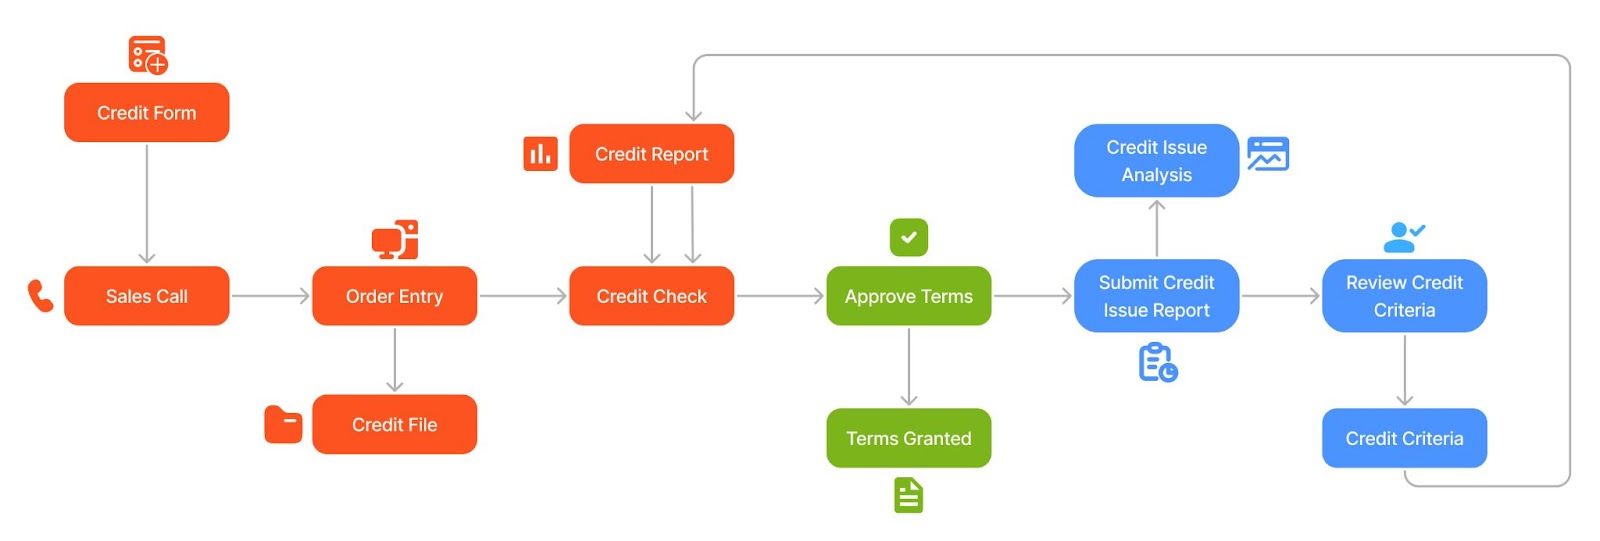 Credit Form
Credit Report
Credit Issue
Analysis
Sales Call
Order Entry
Credit Check
Approve Terms
Submit Credit
Issue Report
Review Credit
Criteria
Credit File
Terms Granted
Credit Criteria